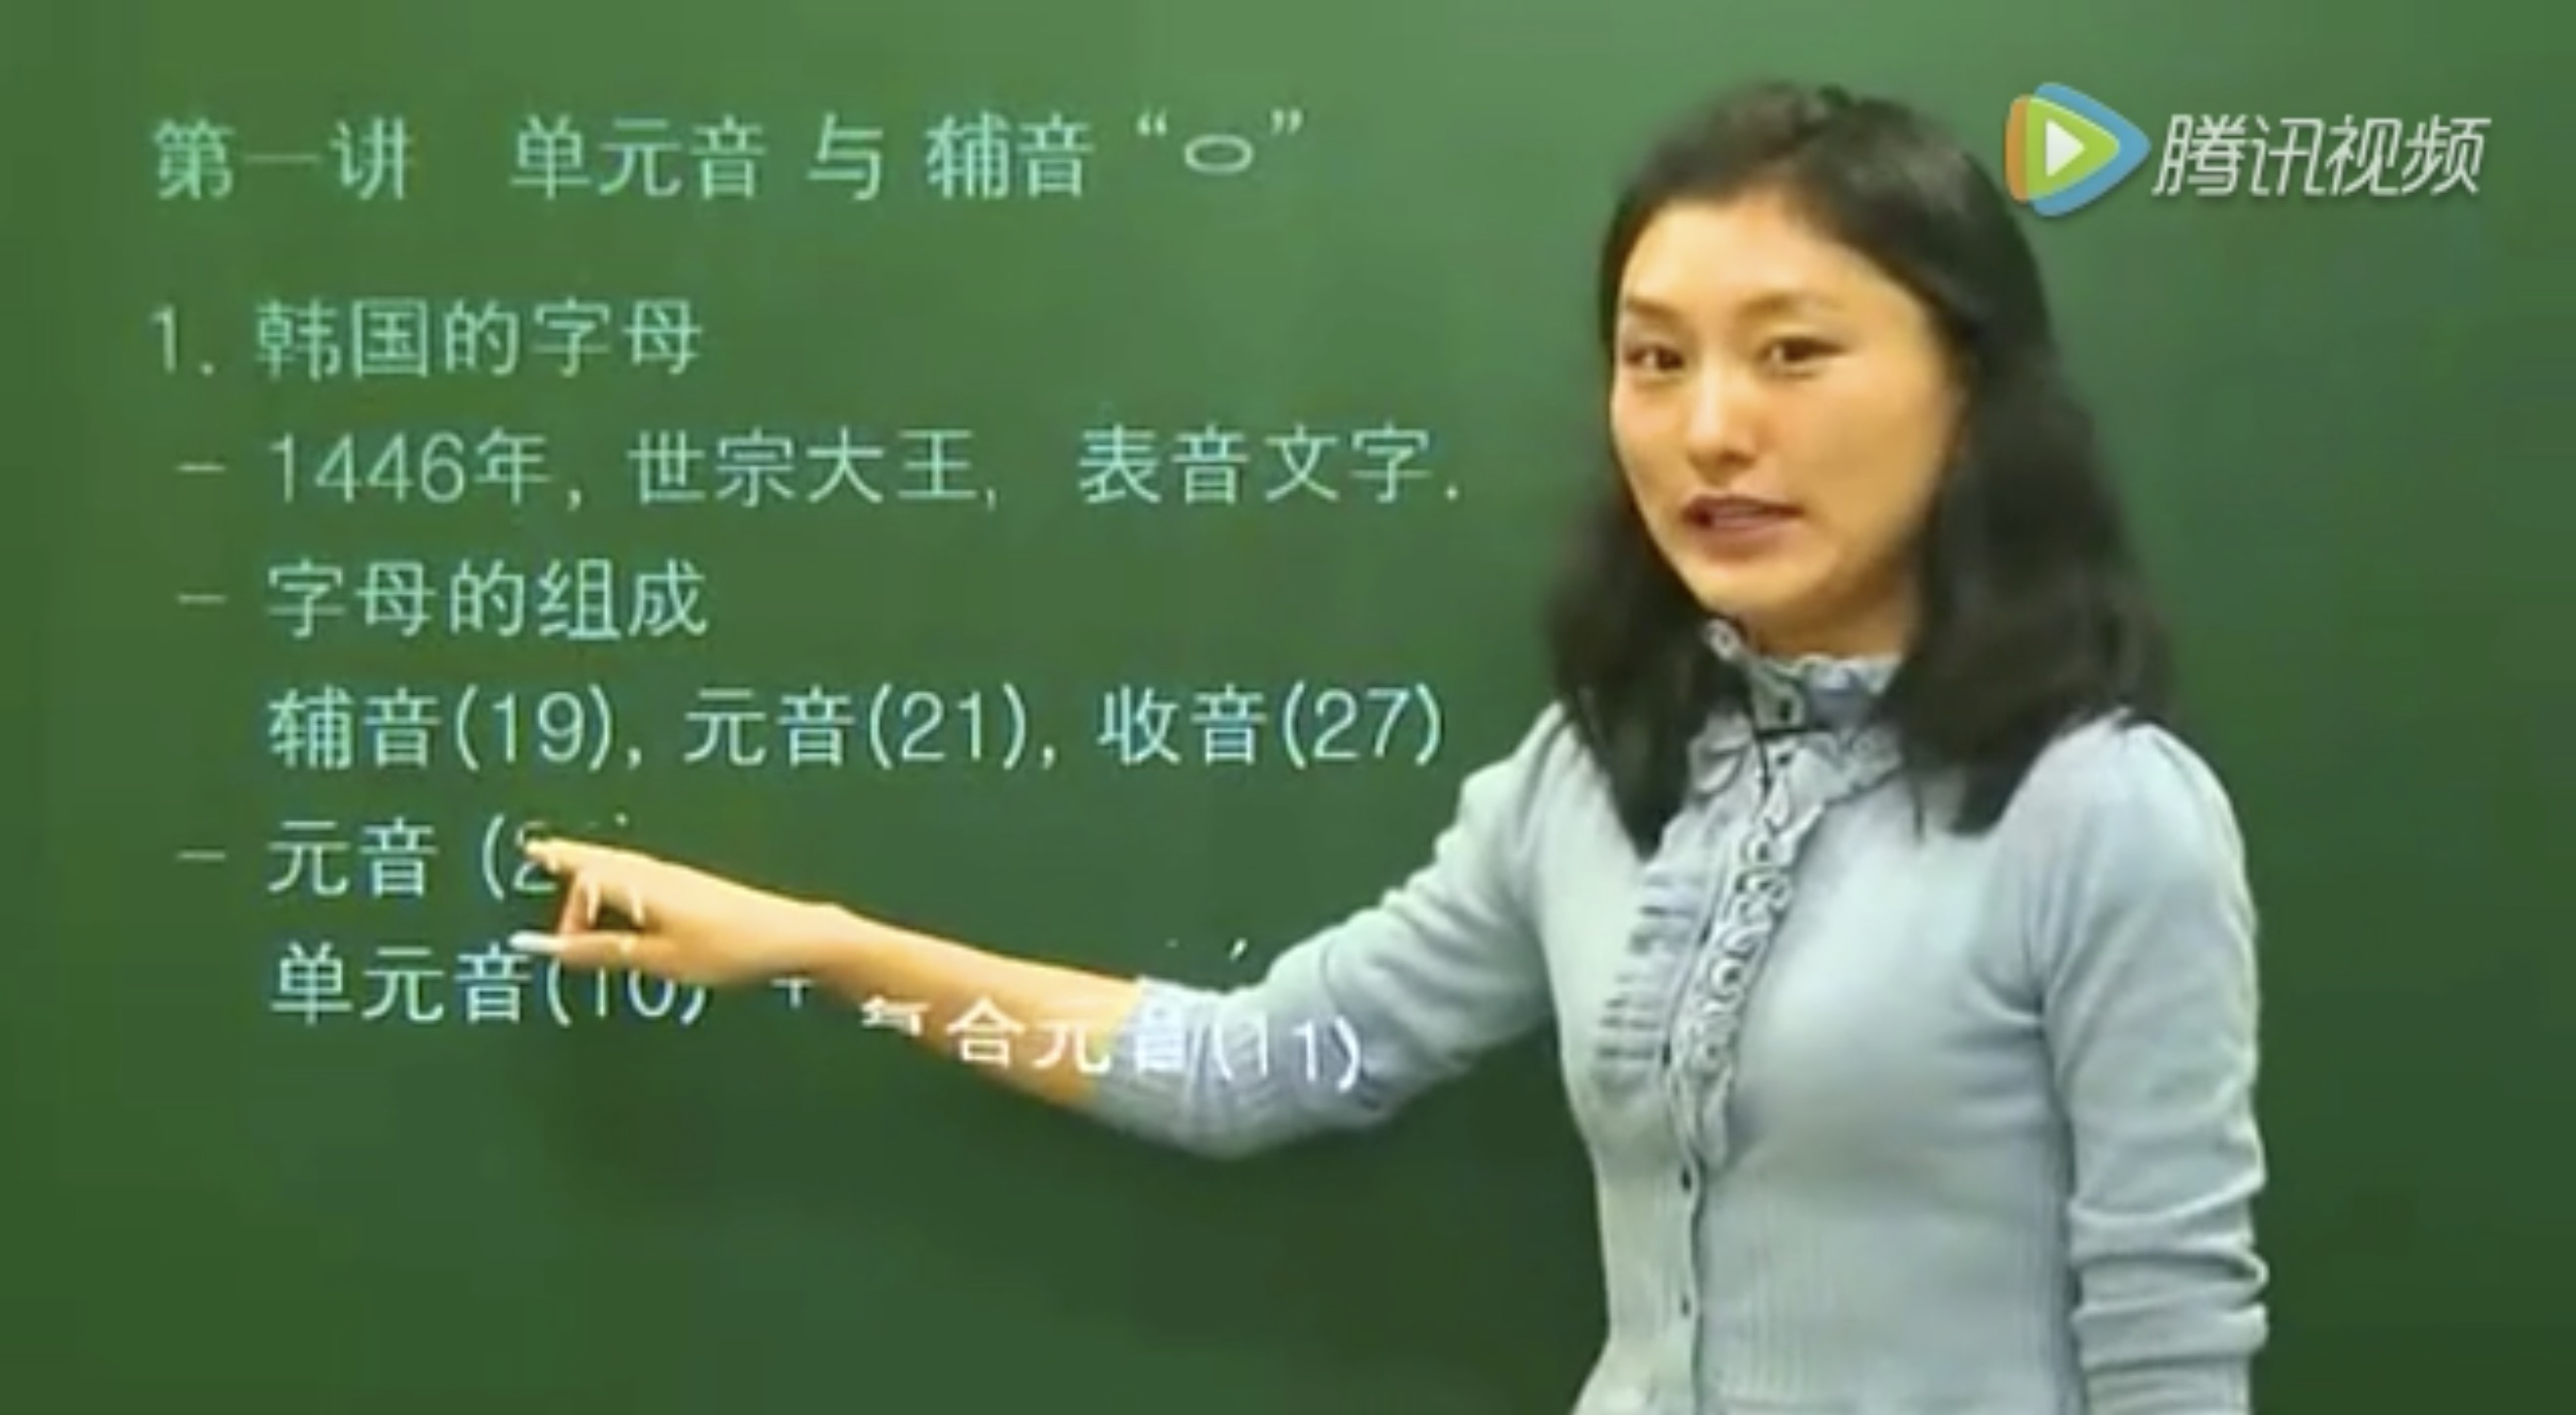 第一讲 单元音 与 辅音 “ㅇ”
腾讯视频
1. 韩国的字母
- 1446年, 世宗大王, 表音文字.
- 字母的组成
辅音(19), 元音(21), 收音(27)
- 元音 (2
单元音(10) + 合元音(11)